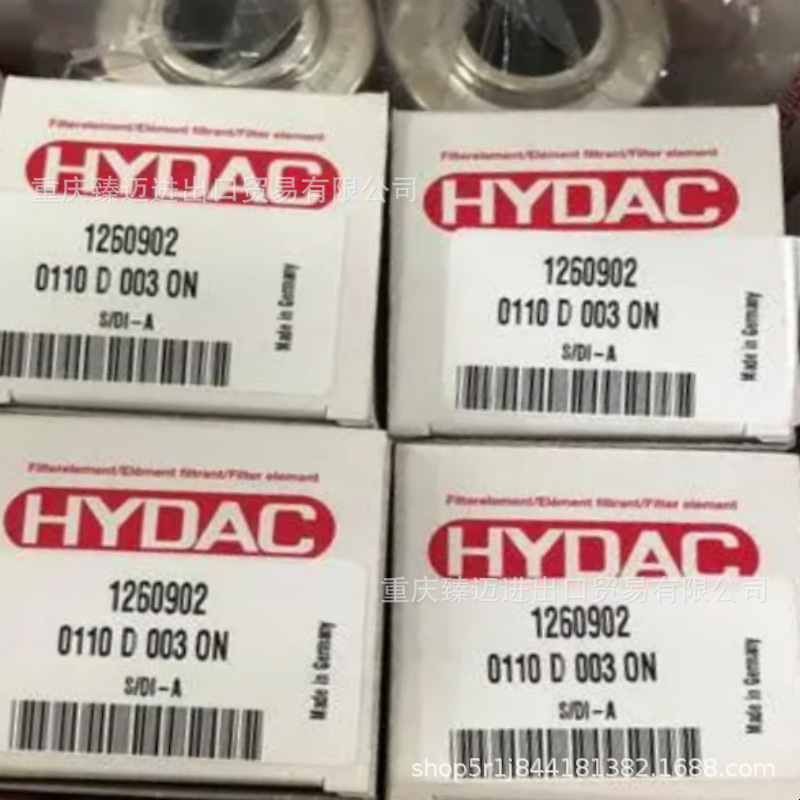 Filterelement/Elément filtrant/Filter element
HYDAC
重庆臻迈进出口贸易有限公司
1260902
0110 D 003 ON
S/DI-A
Made in Germany
Filterelement/Elément filtrant/Filter element
HYDAC
1260902
0110 D 003 ON
S/DI-A
Made in Germany
Filterelement/Elément filtrant/Filter element
HYDAC
1260902
0110 D 003 ON
S/DI-A
Made in Germany
Filterelement/Elément filtrant/Filter element
HYDAC
重庆臻迈进出口贸易有限公司
1260902
0110 D 003 ON
S/DI-A
Made in Germany
shop5r1j844181382.1688.com